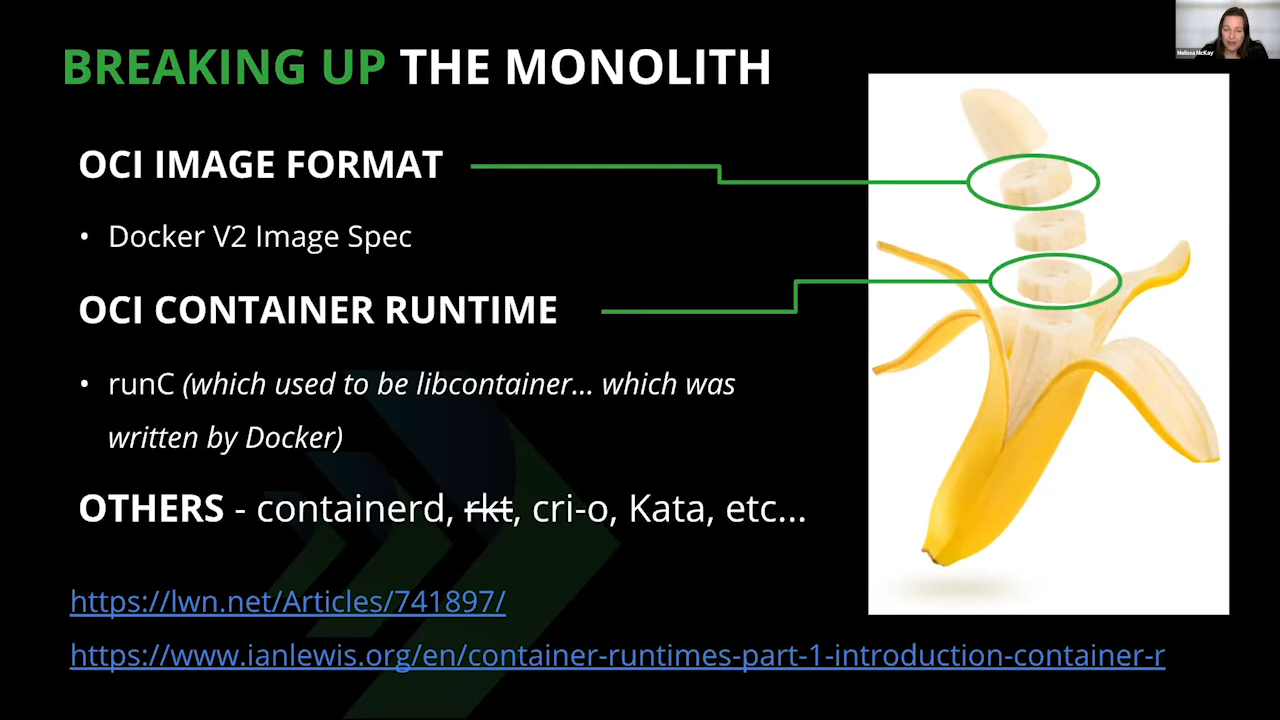 Melissa McKay
BREAKING UP THE MONOLITH
OCI IMAGE FORMAT
• Docker V2 Image Spec
OCI CONTAINER RUNTIME
• runC (which used to be libcontainer... which was
written by Docker)
OTHERS - containerd, rkt, cri-o, Kata, etc...
https://lwn.net/Articles/741897/
https://www.ianlewis.org/en/container-runtimes-part-1-introduction-container-r